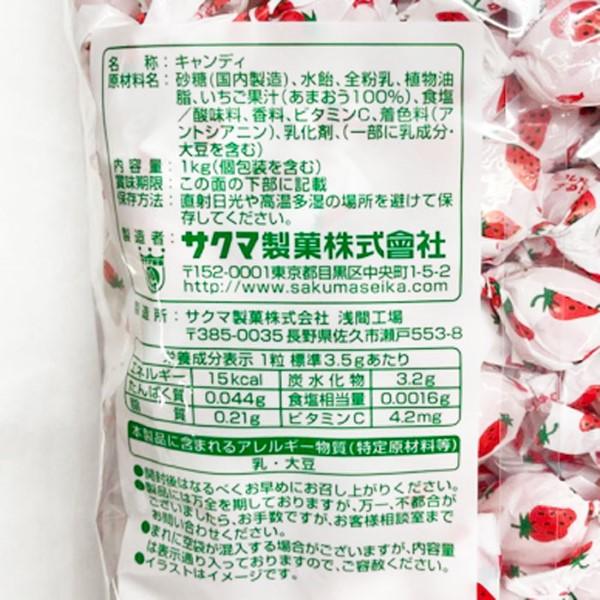 名　　称：キャンディ
原材料名：砂糖(国内製造)、水飴、全粉乳、植物油
脂、いちご果汁(あまおう100%)、食塩
／酸味料、香料、ビタミンC、着色料(ア
ントシアニン)、乳化剤、(一部に乳成分・
大豆を含む)
内 容 量：1kg(個包装を含む)
賞味期限：この面の下部に記載
保存方法：直射日光や高温多湿の場所を避けて保
存してください。
製 造 者：サクマ製菓株式會社
〒152-0001東京都目黒区中央町1-5-2
http://www.sakumaseika.com
製造所：サクマ製菓株式会社 浅間工場
〒385-0035 長野県佐久市瀬戸553-8
栄養成分表示 1粒 標準3.5gあたり
エネルギー 15kcal 炭水化物 3.2g
たんぱく質 0.044g 食塩相当量 0.0016g
脂質 0.21g ビタミンC 4.2mg
本製品に含まれるアレルギー物質(特定原材料等)
乳・大豆
●開封後はなるべくお早めにお召し上がりください。
●製品には万全を期しておりますが、万一、不都合が
ございましたら、お手数ですが、お客様相談室まで
お問い合わせください。
●まれに空袋が混入する場合がございますが、内容量
は表示通り入っておりますので、ご容赦ください。
●イラストはイメージです。